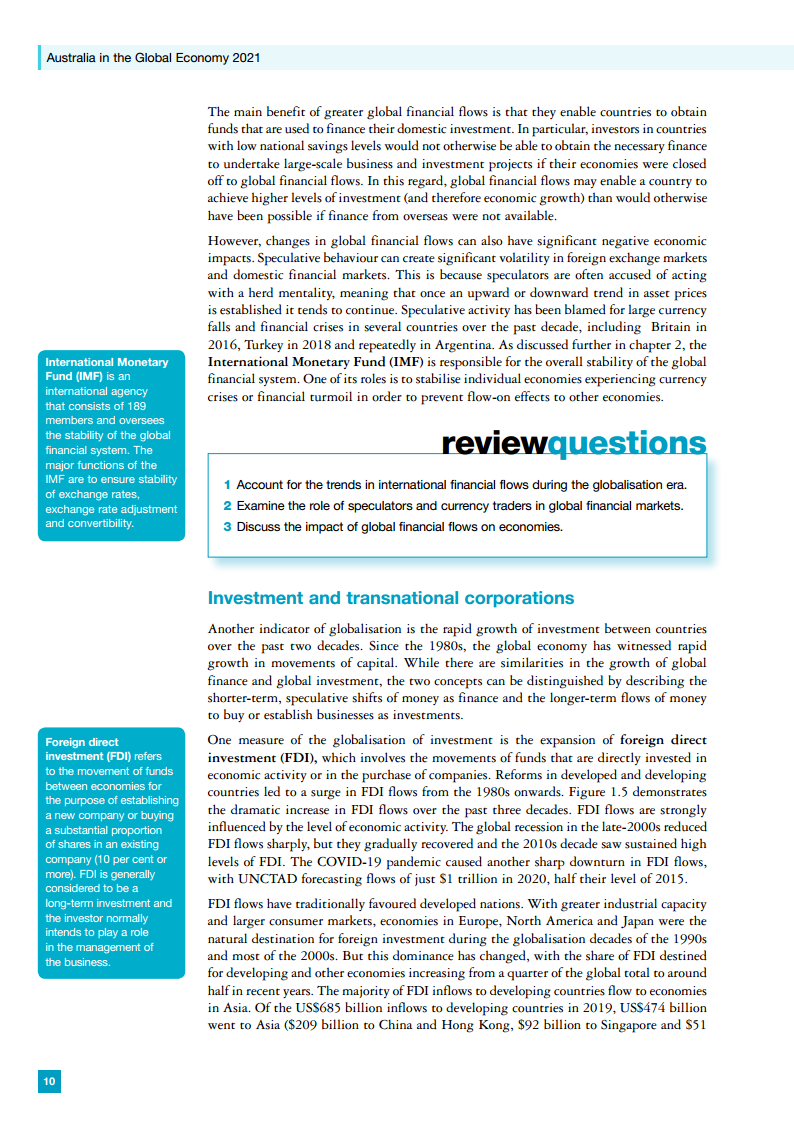 Australia in the Global Economy 2021
The main benefit of greater global financial flows is that they enable countries to obtain
funds that are used to finance their domestic investment. In particular, investors in countries
with low national savings levels would not otherwise be able to obtain the necessary finance
to undertake large-scale business and investment projects if their economies were closed
off to global financial flows. In this regard, global financial flows may enable a country to
achieve higher levels of investment (and therefore economic growth) than would otherwise
have been possible if finance from overseas were not available.
However, changes in global financial flows can also have significant negative economic
impacts. Speculative behaviour can create significant volatility in foreign exchange markets
and domestic financial markets. This is because speculators are often accused of acting
with a herd mentality, meaning that once an upward or downward trend in asset prices
is established it tends to continue. Speculative activity has been blamed for large currency
falls and financial crises in several countries over the past decade, including Britain in
2016, Turkey in 2018 and repeatedly in Argentina. As discussed further in chapter 2, the
International Monetary Fund (IMF) is responsible for the overall stability of the global
financial system. One of its roles is to stabilise individual economies experiencing currency
crises or financial turmoil in order to prevent flow-on effects to other economies.
International Monetary
Fund (IMF) is an
international agency
that consists of 189
members and oversees
the stability of the global
financial system. The
major functions of the
IMF are to ensure stability
of exchange rates,
exchange rate adjustment
and convertibility.
reviewquestions
1 Account for the trends in international financial flows during the globalisation era.
2 Examine the role of speculators and currency traders in global financial markets.
3 Discuss the impact of global financial flows on economies.
Investment and transnational corporations
Another indicator of globalisation is the rapid growth of investment between countries
over the past two decades. Since the 1980s, the global economy has witnessed rapid
growth in movements of capital. While there are similarities in the growth of global
finance and global investment, the two concepts can be distinguished by describing the
shorter-term, speculative shifts of money as finance and the longer-term flows of money
to buy or establish businesses as investments.
One measure of the globalisation of investment is the expansion of foreign direct
investment (FDI), which involves the movements of funds that are directly invested in
economic activity or in the purchase of companies. Reforms in developed and developing
countries led to a surge in FDI flows from the 1980s onwards. Figure 1.5 demonstrates
the dramatic increase in FDI flows over the past three decades. FDI flows are strongly
influenced by the level of economic activity. The global recession in the late-2000s reduced
FDI flows sharply, but they gradually recovered and the 2010s decade saw sustained high
levels of FDI. The COVID-19 pandemic caused another sharp downturn in FDI flows,
with UNCTAD forecasting flows of just $1 trillion in 2020, half their level of 2015.
Foreign direct
investment (FDI) refers
to the movement of funds
between economies for
the purpose of establishing
a new company or buying
a substantial proportion
of shares in an existing
company (10 per cent or
more). FDI is generally
considered to be a
long-term investment and
the investor normally
intends to play a role
in the management of
the business.
FDI flows have traditionally favoured developed nations. With greater industrial capacity
and larger consumer markets, economies in Europe, North America and Japan were the
natural destination for foreign investment during the globalisation decades of the 1990s
and most of the 2000s. But this dominance has changed, with the share of FDI destined
for developing and other economies increasing from a quarter of the global total to around
half in recent years. The majority of FDI inflows to developing countries flow to economies
in Asia. Of the US$685 billion inflows to developing countries in 2019, US$474 billion
went to Asia ($209 billion to China and Hong Kong, $92 billion to Singapore and $51
10